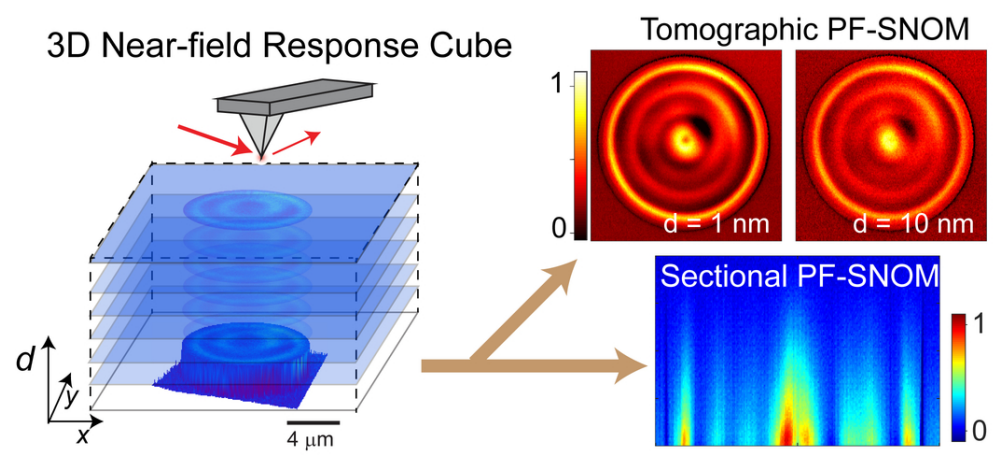 3D Near-field Response Cube
d
y
x
4 μm
Tomographic PF-SNOM
1
0
d = 1 nm
d = 10 nm
Sectional PF-SNOM
1
0